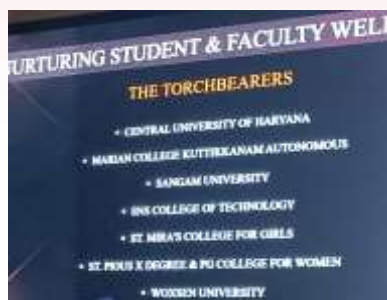 NURTURING STUDENT & FACULTY WELL
THE TORCHBEARERS
• CENTRAL UNIVERSITY OF HARYANA
• MARIAN COLLEGE KUTTIKKANAM AUTONOMOUS
• SANGAM UNIVERSITY
• SNS COLLEGE OF TECHNOLOGY
• ST. MIRA'S COLLEGE FOR GIRLS
• ST. PIOUS X DEGREE & PG COLLEGE FOR WOMEN
• WOXSEN UNIVERSITY